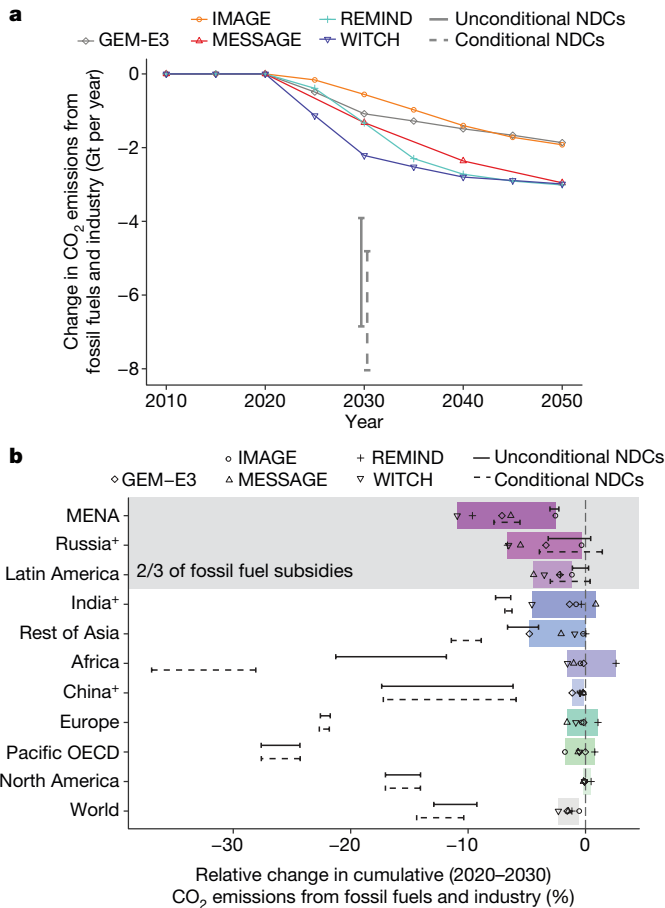 a
IMAGE REMIND Unconditional NDCs
GEM-E3 MESSAGE WITCH Conditional NDCs
Change in CO2 emissions from
fossil fuels and industry (Gt per year)
0
−2
−4
−6
−8
2010 2020 2030 2040 2050
Year
b
IMAGE REMIND Unconditional NDCs
GEM–E3 MESSAGE WITCH Conditional NDCs
MENA
Russia+
Latin America
2/3 of fossil fuel subsidies
India+
Rest of Asia
Africa
China+
Europe
Pacific OECD
North America
World
−30 −20 −10 0
Relative change in cumulative (2020–2030)
CO2 emissions from fossil fuels and industry (%)